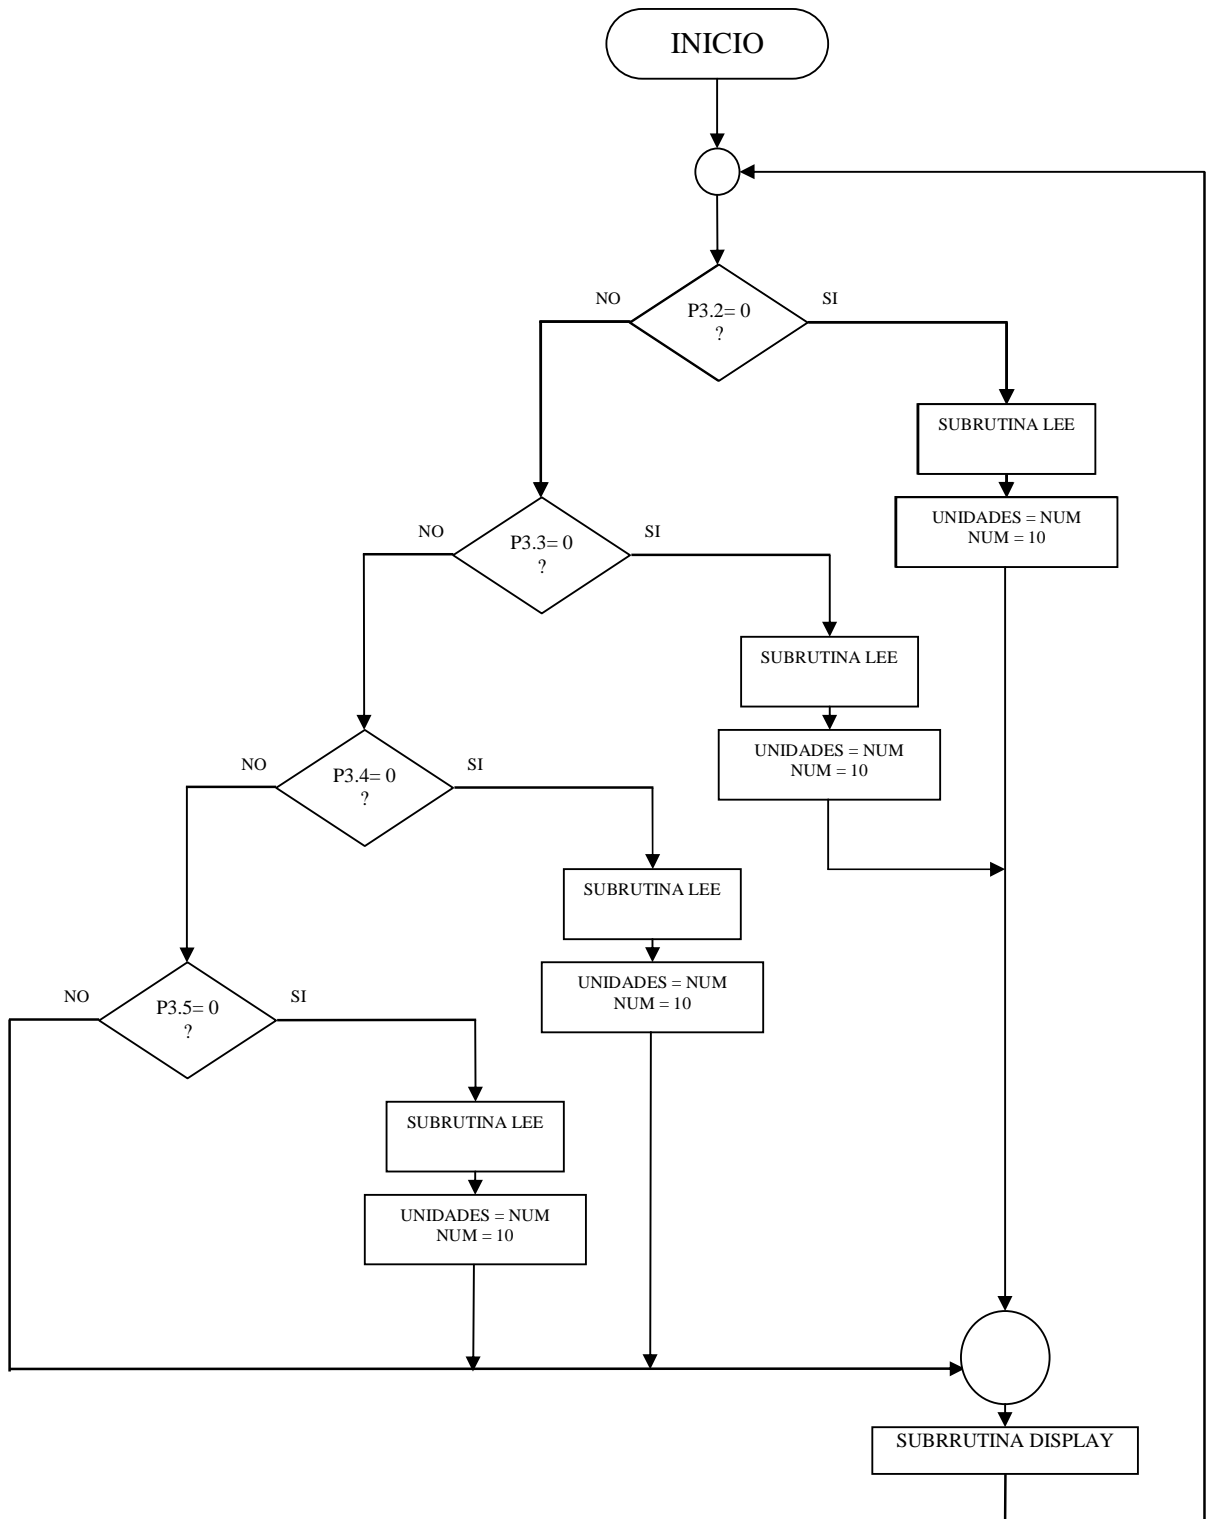 INICIO
NO
SI
P3.2= 0
?
SUBRUTINA LEE
UNIDADES = NUM
NUM = 10
NO
SI
P3.3= 0
?
SUBRUTINA LEE
UNIDADES = NUM
NUM = 10
NO
SI
P3.4= 0
?
SUBRUTINA LEE
UNIDADES = NUM
NUM = 10
NO
SI
P3.5= 0
?
SUBRUTINA LEE
UNIDADES = NUM
NUM = 10
SUBRRUTINA DISPLAY